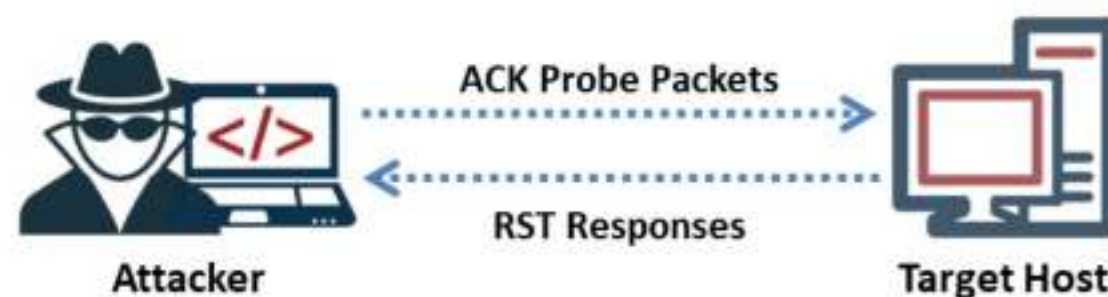 </>
ACK Probe Packets
RST Responses
Attacker
Target Host